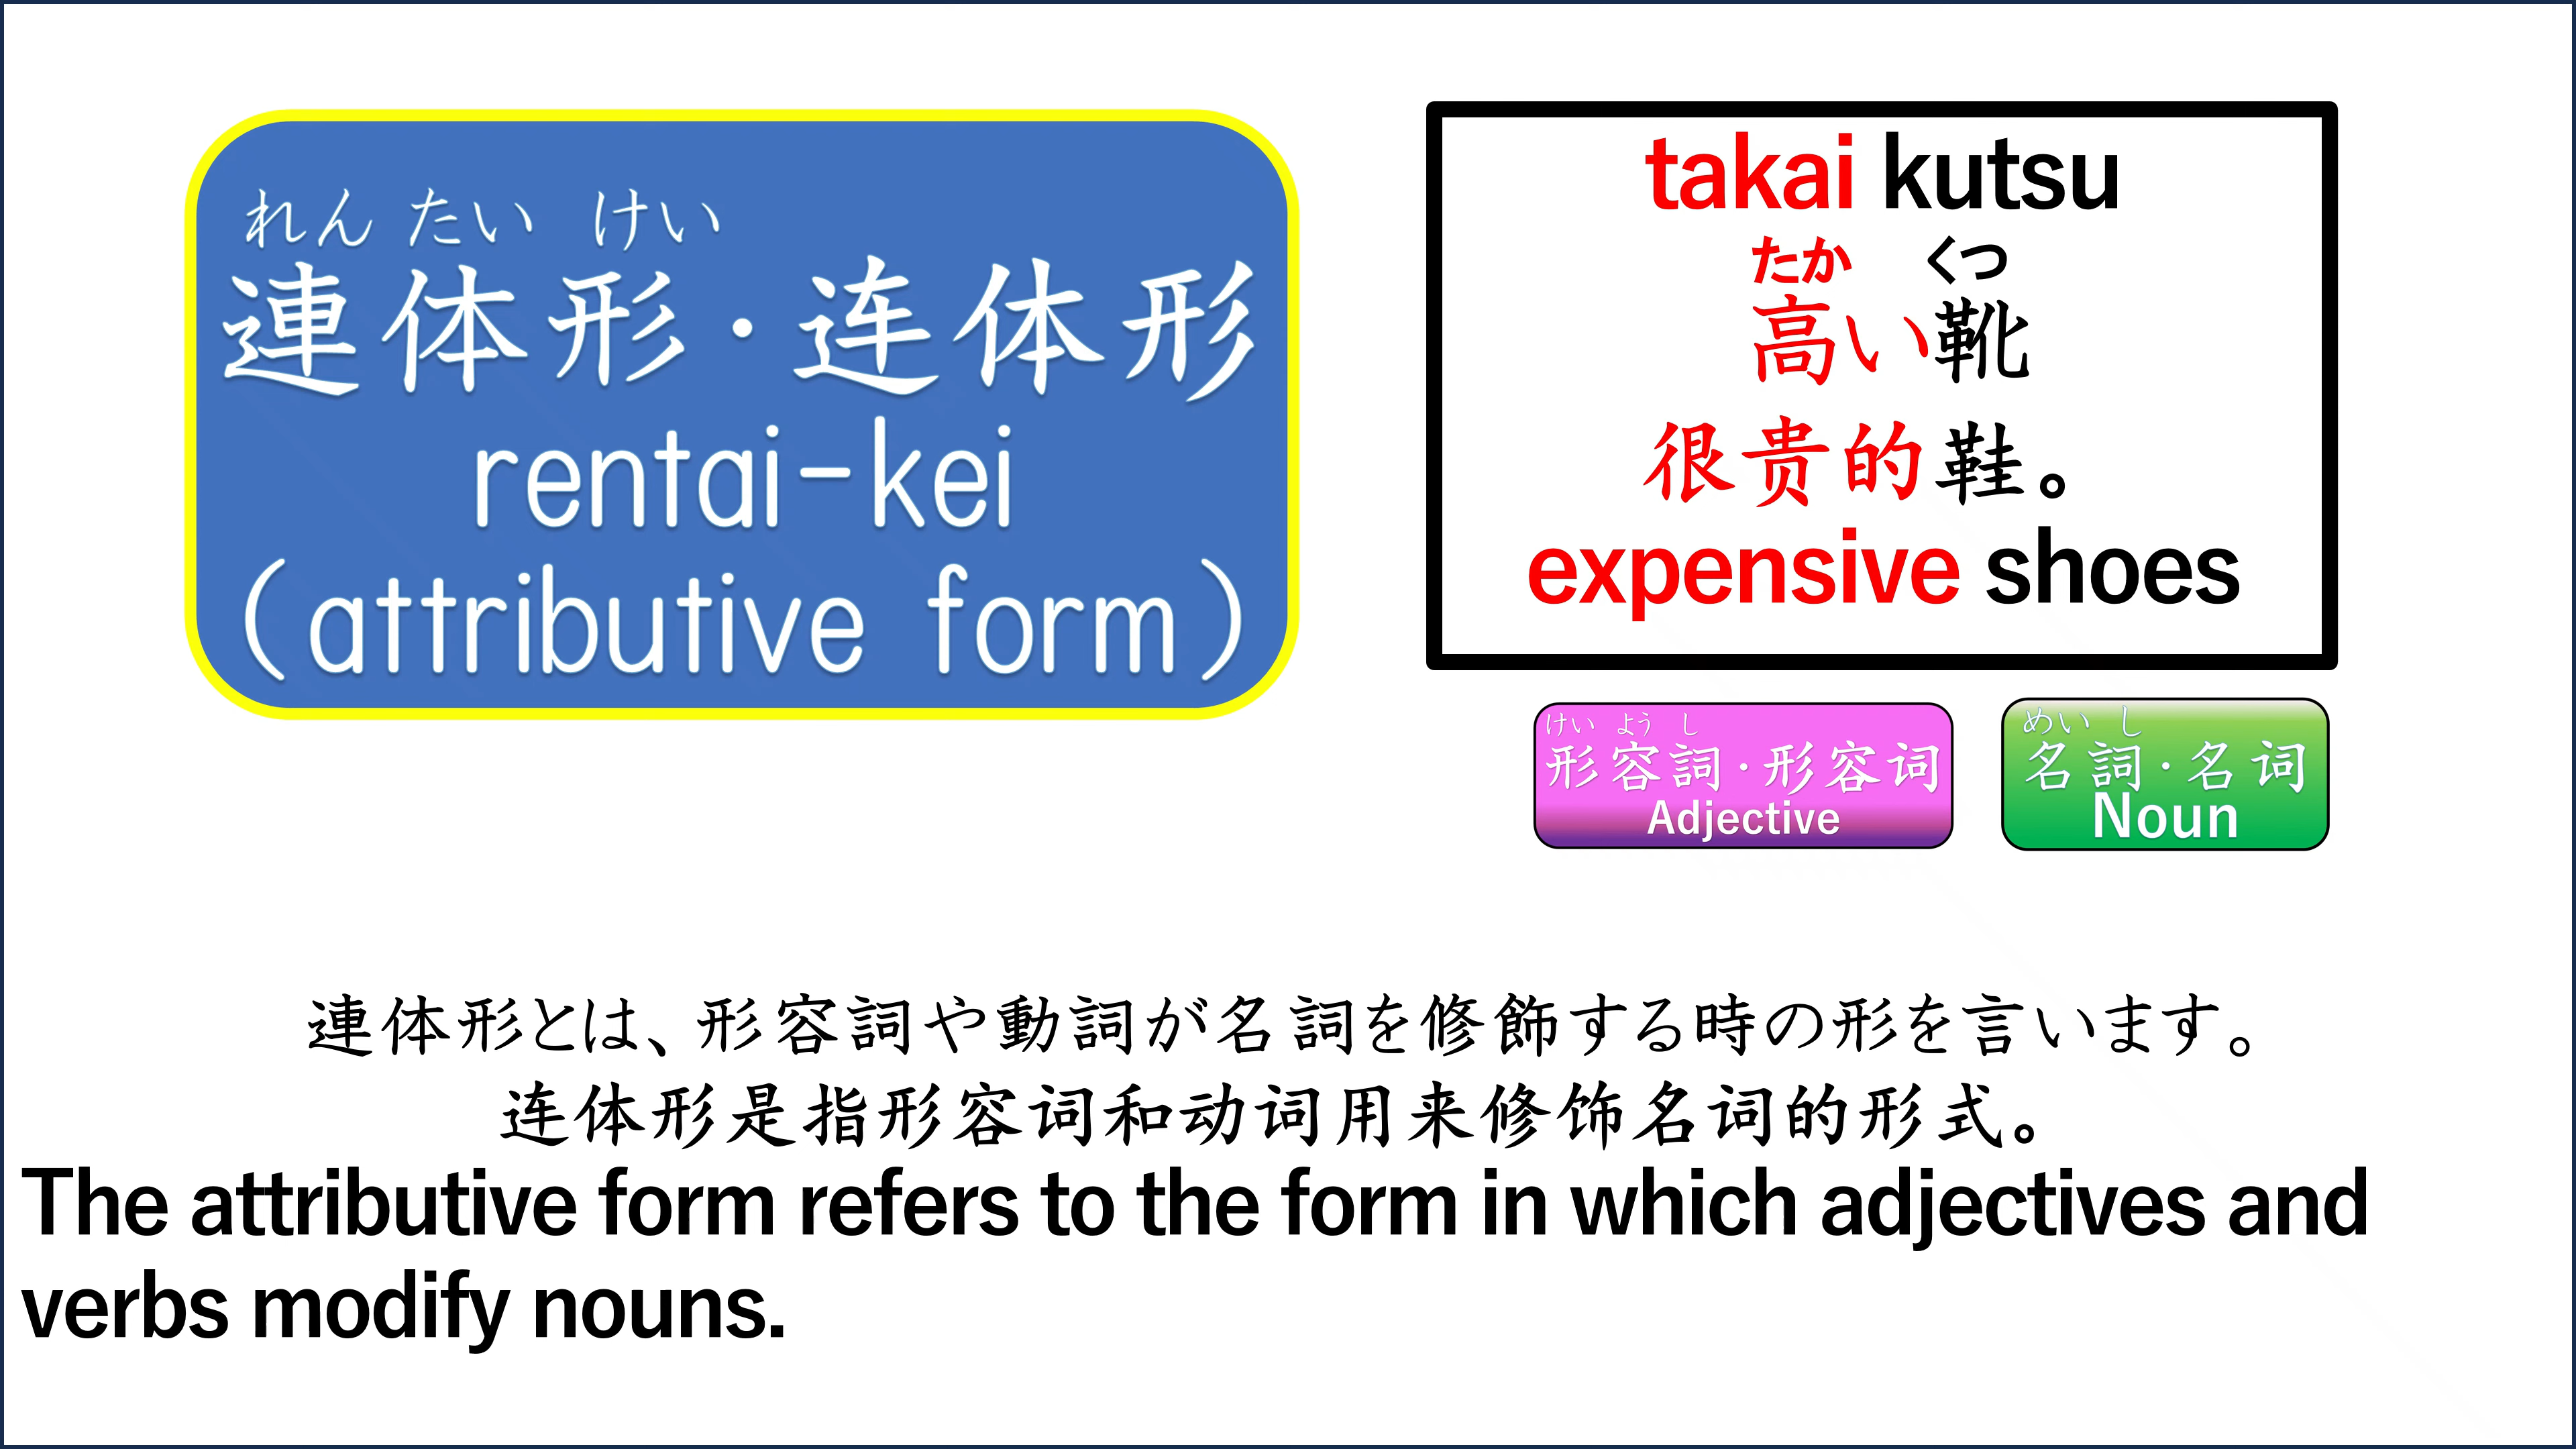 れん たい けい
連体形・连体形
rentai-kei
(attributive form)
takai kutsu
たか くつ
高い靴
很贵的鞋。
expensive shoes
けい よう し
形容詞・形容词
Adjective
めい し
名詞・名词
Noun
連体形とは、形容詞や動詞が名詞を修飾する時の形を言います。
连体形是指形容词和动词用来修饰名词的形式。
The attributive form refers to the form in which adjectives and
verbs modify nouns.